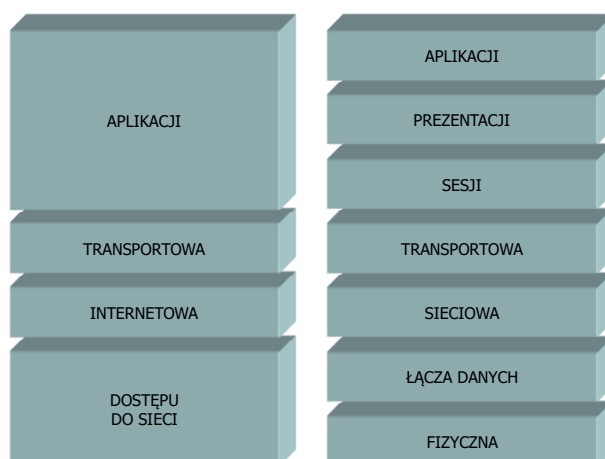 APLIKACJI
TRANSPORTOWA
INTERNETOWA
DOSTĘPU
DO SIECI
APLIKACJI
PREZENTACJI
SESJI
TRANSPORTOWA
SIECIOWA
ŁĄCZA DANYCH
FIZYCZNA